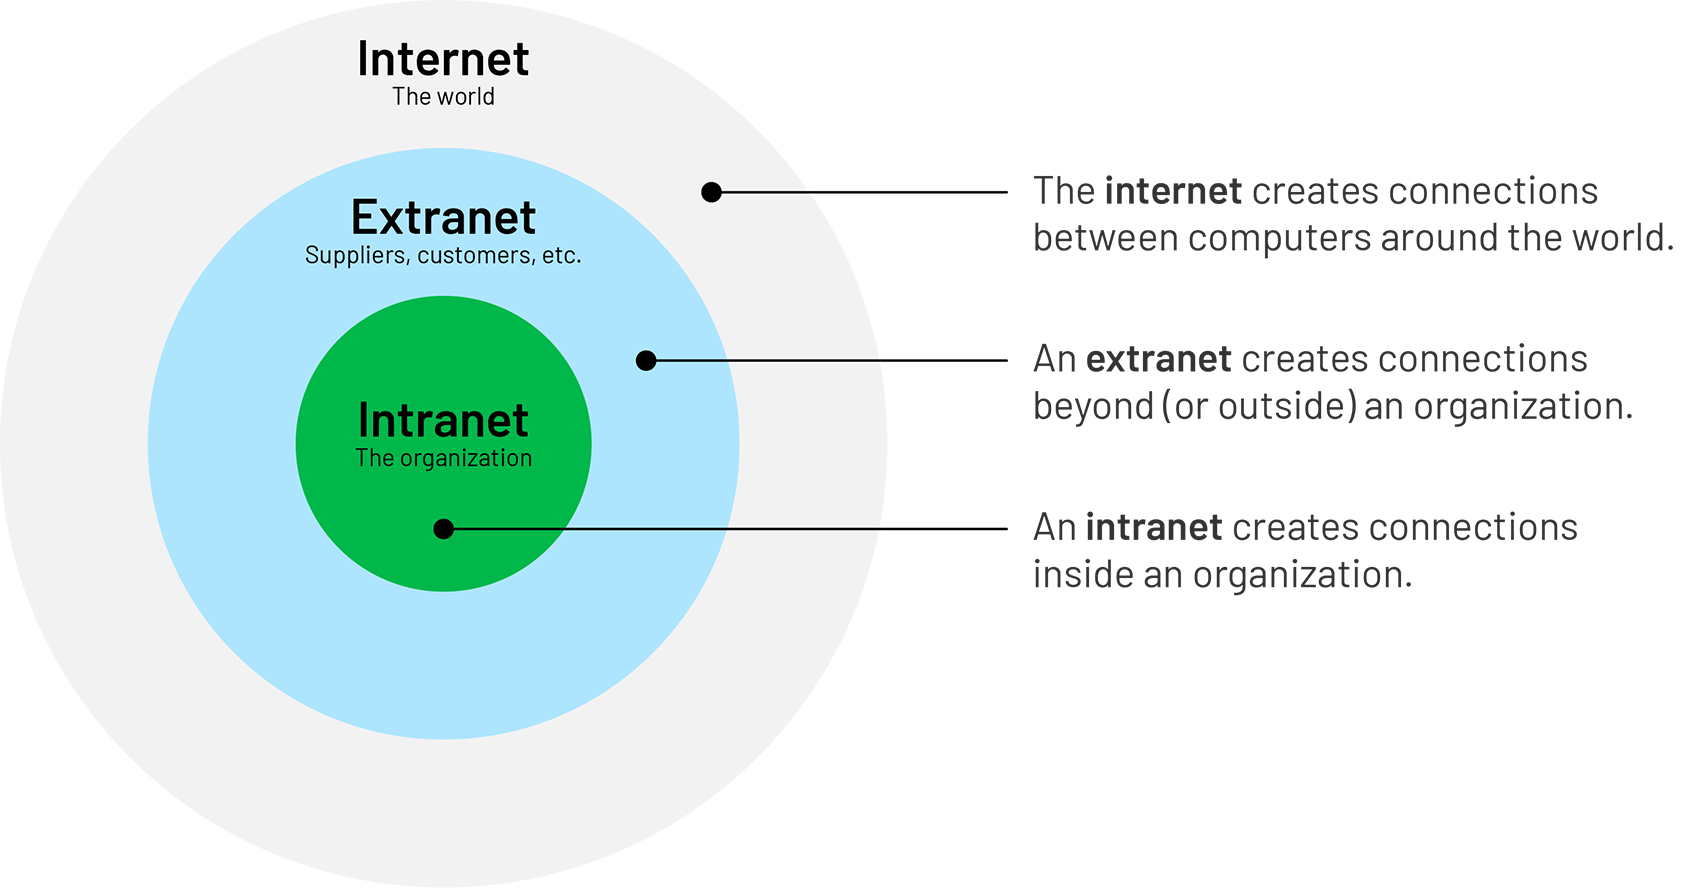 Internet
The world
Extranet
Suppliers, customers, etc.
Intranet
The organization
The internet creates connections
between computers around the world.
An extranet creates connections
beyond (or outside) an organization.
An intranet creates connections
inside an organization.